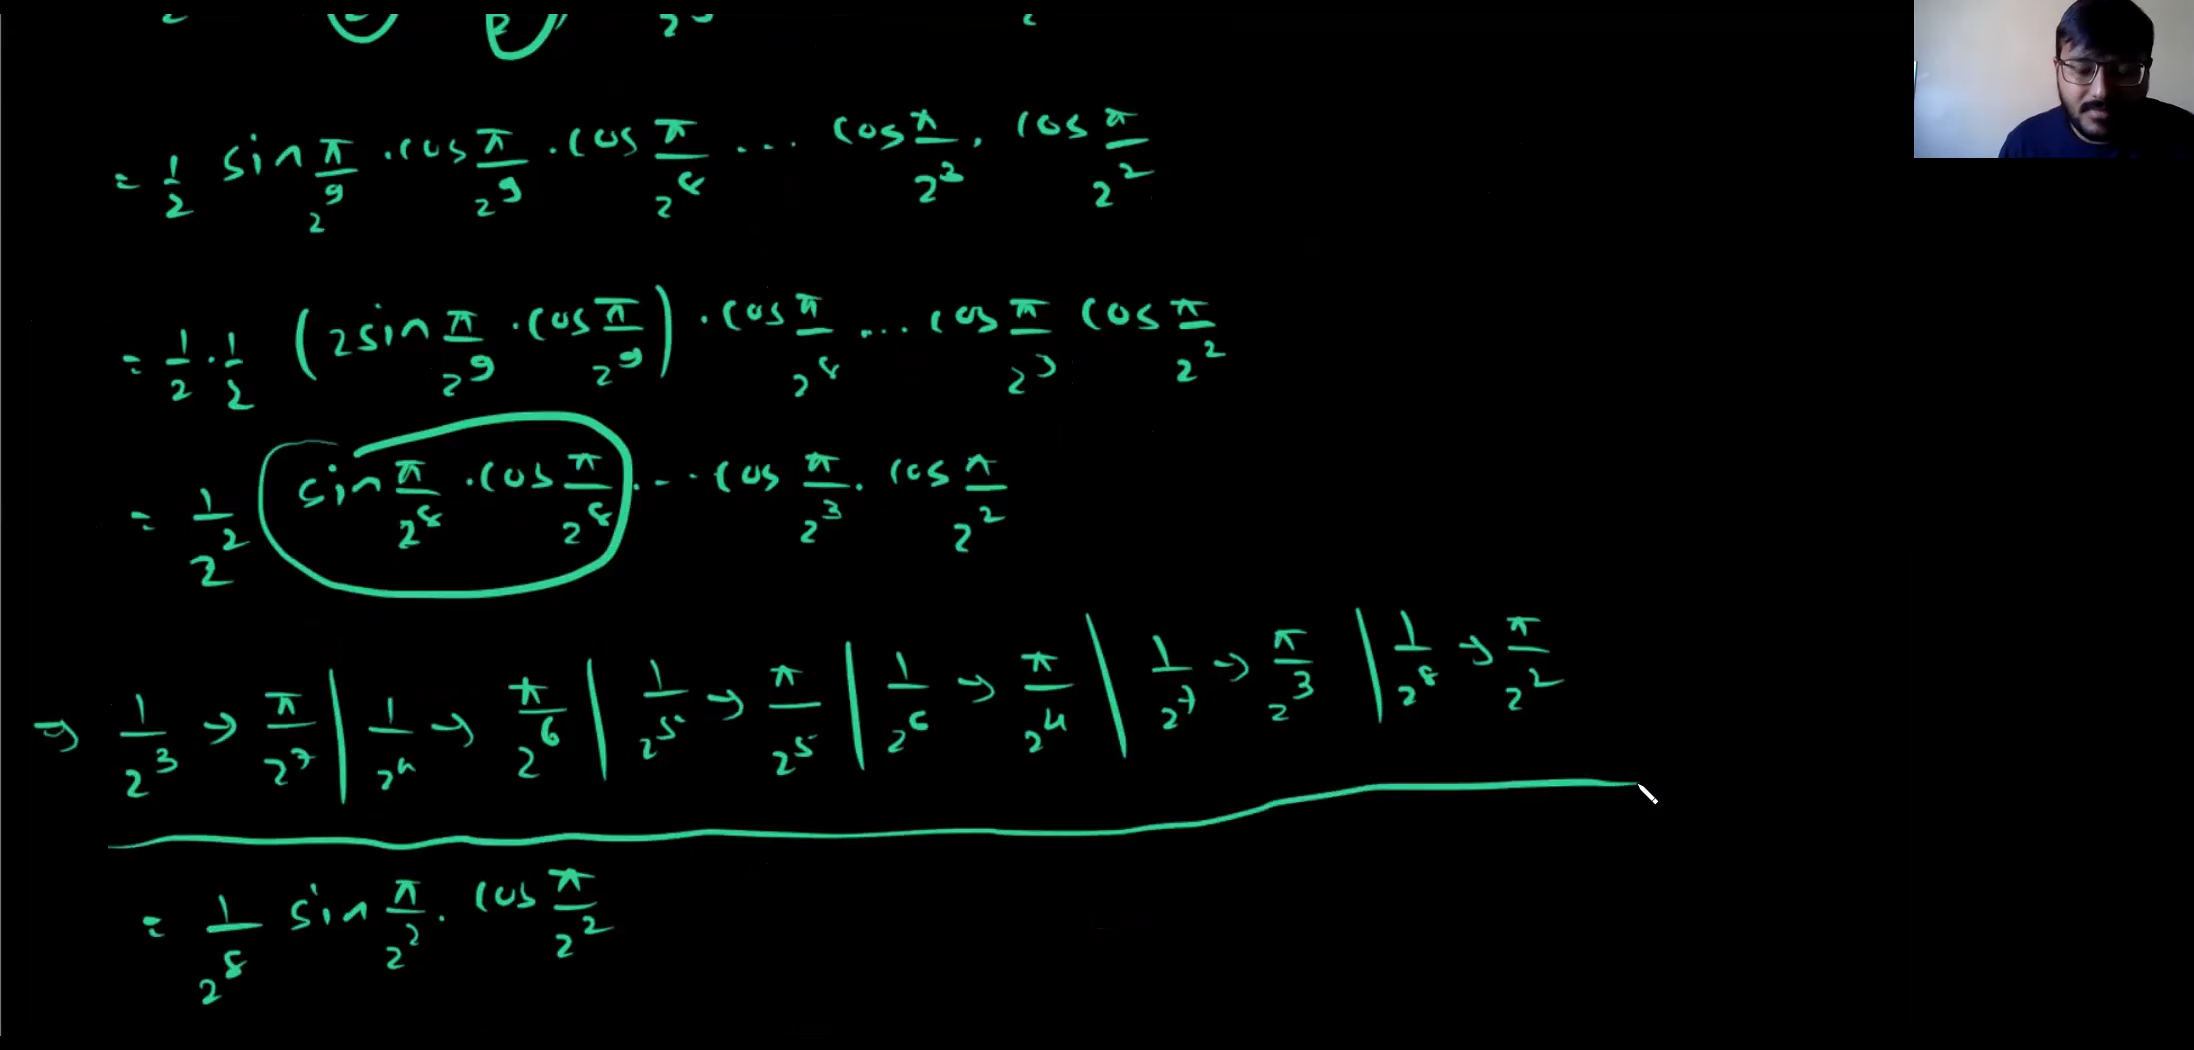 = 1/2 sin π/2^9 · cos π/2^9 · cos π/2^8 ... cos π/2^3 · cos π/2^2
= 1/2 · 1/2 (2 sin π/2^9 · cos π/2^9) · cos π/2^8 ... cos π/2^3 cos π/2^2
= 1/2^2 sin π/2^8 · cos π/2^8 ... cos π/2^3 · cos π/2^2
⇒ 1/2^3 → π/2^7 | 1/2^4 → π/2^6 | 1/2^5 → π/2^5 | 1/2^6 → π/2^4 | 1/2^7 → π/2^3 | 1/2^8 → π/2^2
= 1/2^8 sin π/2^2 · cos π/2^2